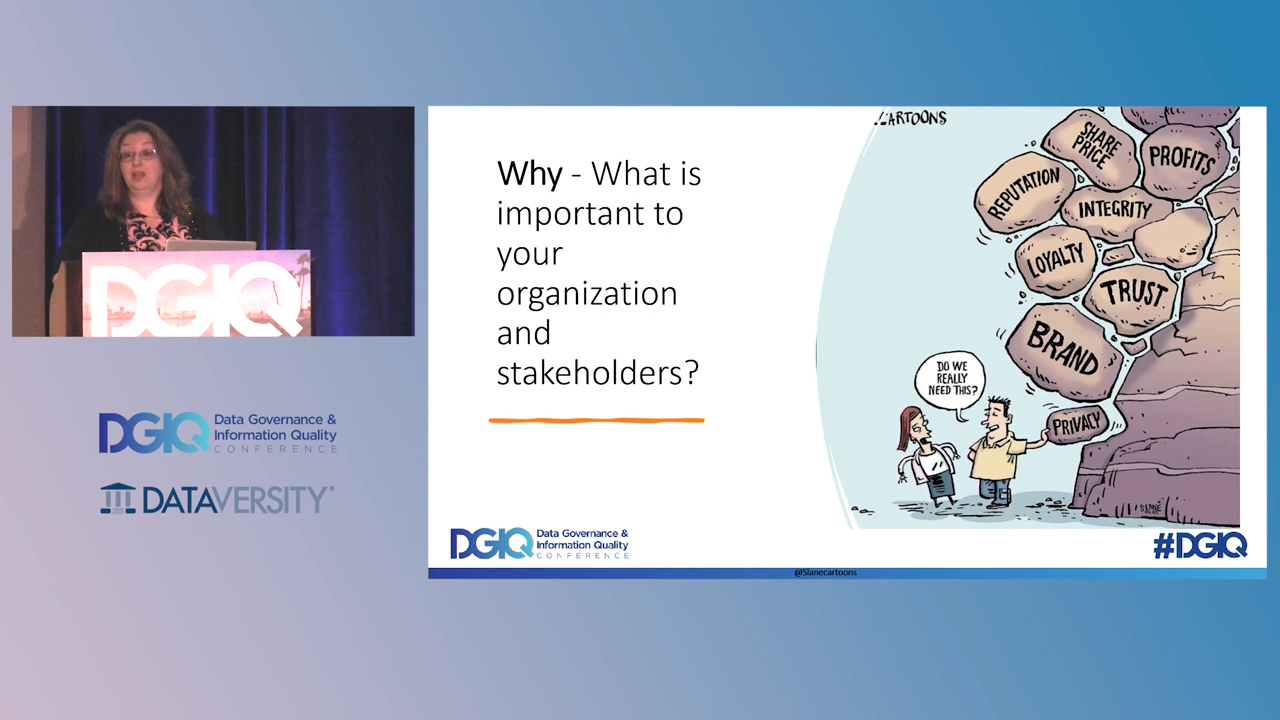 DGIQ
DGIQ Data Governance &
Information Quality
CONFERENCE
DATAVERSITY
Why - What is
important to
your
organization
and
stakeholders?
CARTOONS
SHARE
PRICE
PROFITS
REPUTATION
INTEGRITY
LOYALTY
TRUST
BRAND
DO WE
REALLY
NEED THIS?
PRIVACY
SLANE
DGIQ Data Governance &
Information Quality
CONFERENCE
#DGIQ
@Slanecartoons